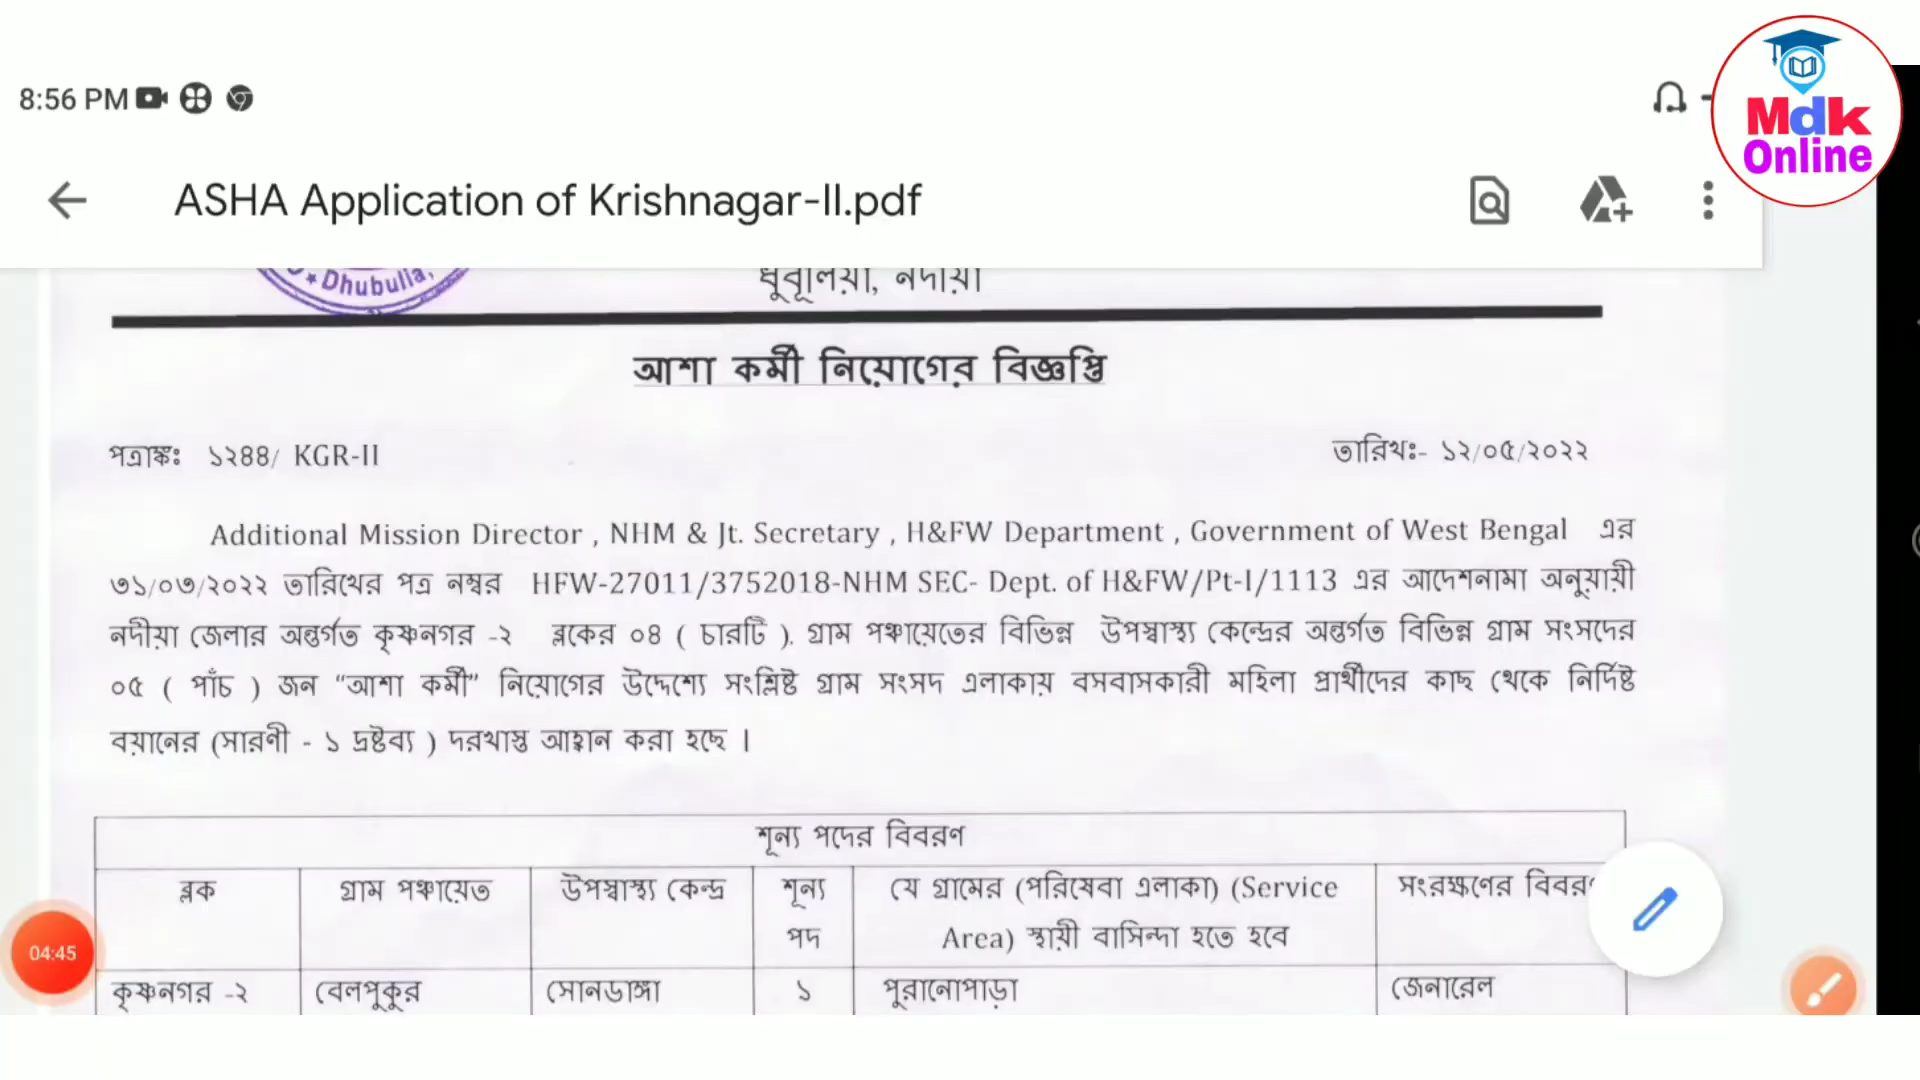 8:56 PM
Mdk
Online
ASHA Application of Krishnagar-II.pdf
Dhubulia,
ধুবুলিয়া, নদীয়া
আশা কর্মী নিয়োগের বিজ্ঞপ্তি
পত্রাঙ্কঃ ১২৪৪/ KGR-II
তারিখঃ- ১২/০৫/২০২২
Additional Mission Director , NHM & Jt. Secretary , H&FW Department , Government of West Bengal এর
৩১/০৩/২০২২ তারিখের পত্র নম্বর HFW-27011/3752018-NHM SEC- Dept. of H&FW/Pt-I/1113 এর আদেশনামা অনুযায়ী
নদীয়া জেলার অন্তর্গত কৃষ্ণনগর -২ ব্লকের ০৪ ( চারটি ). গ্রাম পঞ্চায়েতের বিভিন্ন উপস্বাস্থ্য কেন্দ্রের অন্তর্গত বিভিন্ন গ্রাম সংসদের
০৫ ( পাঁচ ) জন “আশা কর্মী” নিয়োগের উদ্দেশ্যে সংশ্লিষ্ট গ্রাম সংসদ এলাকায় বসবাসকারী মহিলা প্রার্থীদের কাছ থেকে নির্দিষ্ট
বয়ানের (সারণী - ১ দ্রষ্টব্য ) দরখাস্ত আহ্বান করা হচ্ছে ।
শূন্য পদের বিবরণ
ব্লক গ্রাম পঞ্চায়েত উপস্বাস্থ্য কেন্দ্র শূন্য পদ যে গ্রামের (পরিষেবা এলাকা) (Service Area) স্থায়ী বাসিন্দা হতে হবে সংরক্ষণের বিবরণ
কৃষ্ণনগর -২ বেলপুকুর সোনডাঙ্গা ১ পুরানোপাড়া জেনারেল
04:45